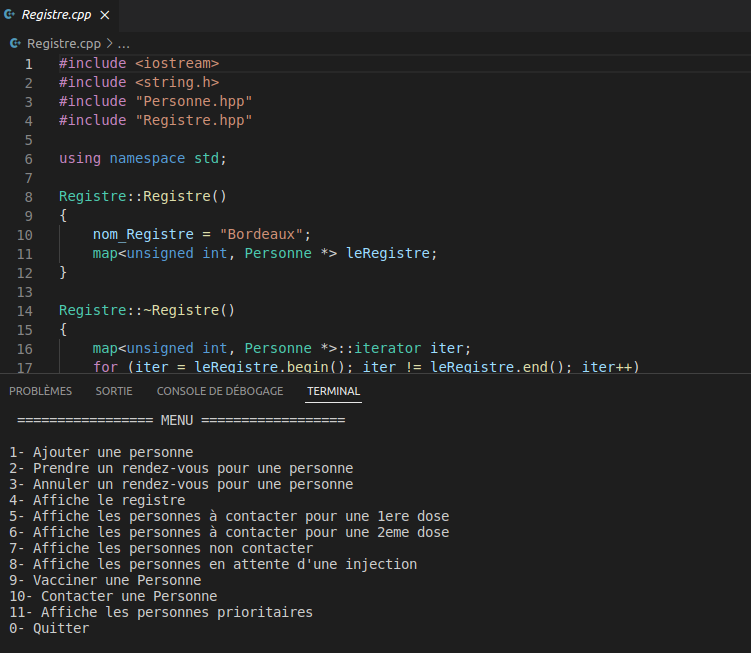 Registre.cpp ×
Registre.cpp > ...
1 #include <iostream>
2 #include <string.h>
3 #include "Personne.hpp"
4 #include "Registre.hpp"
5
6 using namespace std;
7
8 Registre::Registre()
9 {
10 nom_Registre = "Bordeaux";
11 map<unsigned int, Personne *> leRegistre;
12 }
13
14 Registre::~Registre()
15 {
16 map<unsigned int, Personne *>::iterator iter;
17 for (iter = leRegistre.begin(); iter != leRegistre.end(); iter++)
PROBLÈMES SORTIE CONSOLE DE DÉBOGAGE TERMINAL
================= MENU ==================
1- Ajouter une personne
2- Prendre un rendez-vous pour une personne
3- Annuler un rendez-vous pour une personne
4- Affiche le registre
5- Affiche les personnes à contacter pour une 1ere dose
6- Affiche les personnes à contacter pour une 2eme dose
7- Affiche les personnes non contacter
8- Affiche les personnes en attente d'une injection
9- Vacciner une Personne
10- Contacter une Personne
11- Affiche les personnes prioritaires
0- Quitter